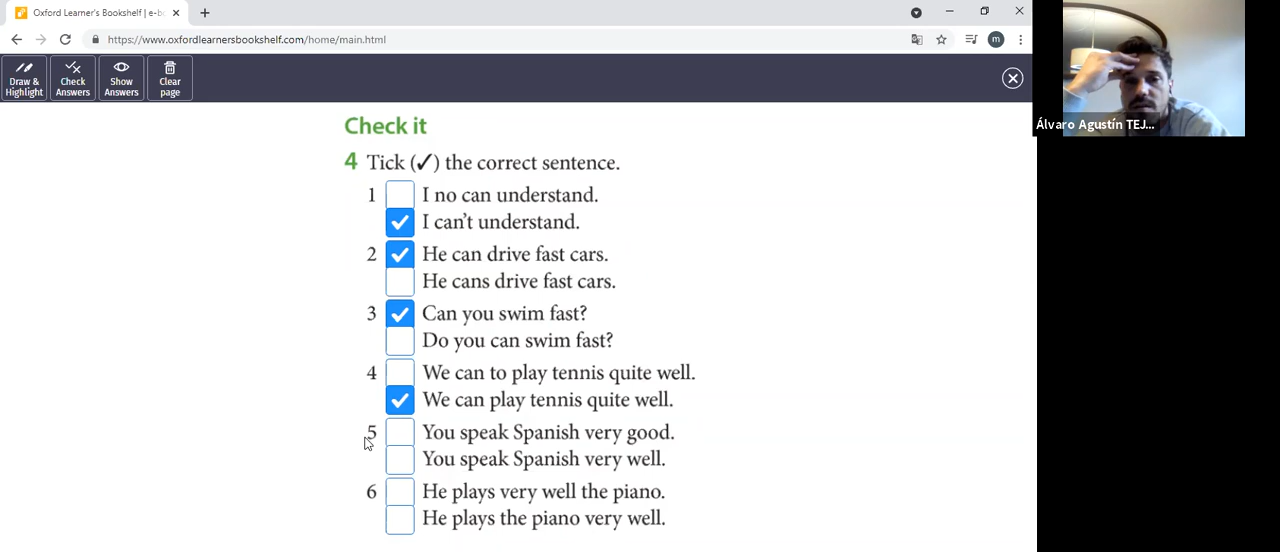 Oxford Learner's Bookshelf | e-b
https://www.oxfordlearnersbookshelf.com/home/main.html
m
Draw & Highlight
Check Answers
Show Answers
Clear page
Álvaro Agustín TEJ...
Check it
4 Tick (✓) the correct sentence.
1 I no can understand.
I can't understand.
2 He can drive fast cars.
He cans drive fast cars.
3 Can you swim fast?
Do you can swim fast?
4 We can to play tennis quite well.
We can play tennis quite well.
5 You speak Spanish very good.
You speak Spanish very well.
6 He plays very well the piano.
He plays the piano very well.